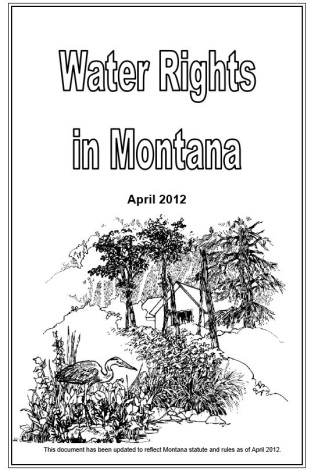 Water Rights
in Montana
April 2012
This document has been updated to reflect Montana statute and rules as of April 2012.